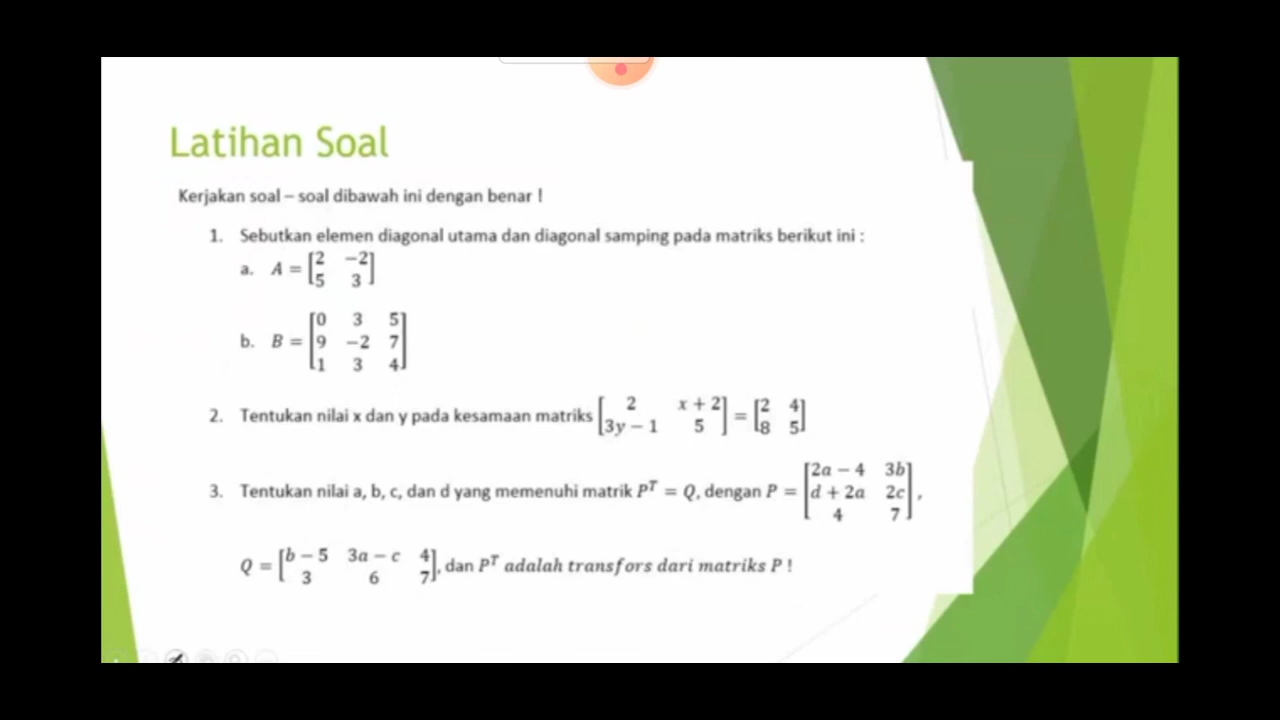 Latihan Soal
Kerjakan soal – soal dibawah ini dengan benar !
1. Sebutkan elemen diagonal utama dan diagonal samping pada matriks berikut ini :
a. A = [2 −2
5 3]
b. B = [0 3 5
9 −2 7
1 3 4]
2. Tentukan nilai x dan y pada kesamaan matriks [2 x + 2
3y − 1 5] = [2 4
8 5]
3. Tentukan nilai a, b, c, dan d yang memenuhi matrik Pᵀ = Q, dengan P = [2a − 4 3b
d + 2a 2c
4 7],
Q = [b − 5 3a − c 4
3 6 7], dan Pᵀ adalah transfors dari matriks P !